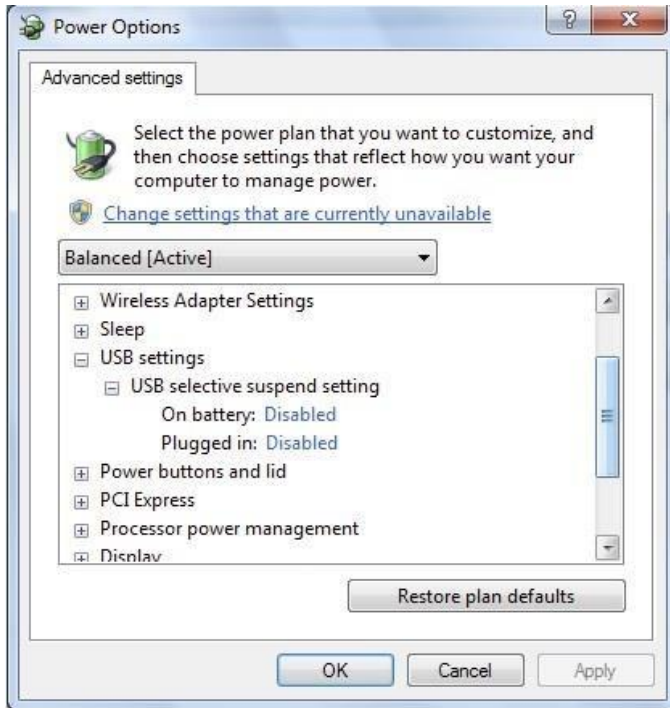 Power Options
Advanced settings
Select the power plan that you want to customize, and
then choose settings that reflect how you want your
computer to manage power.
Change settings that are currently unavailable
Balanced [Active]
Wireless Adapter Settings
Sleep
USB settings
USB selective suspend setting
On battery: Disabled
Plugged in: Disabled
Power buttons and lid
PCI Express
Processor power management
Display
Restore plan defaults
OK Cancel Apply